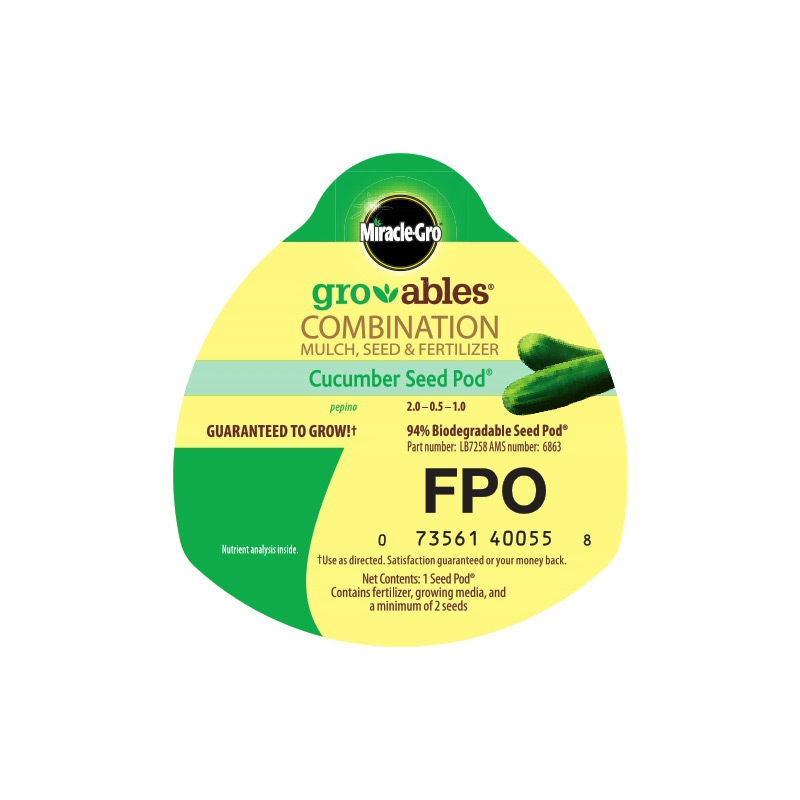 Miracle-Gro®
gro ables®
COMBINATION
MULCH, SEED & FERTILIZER
Cucumber Seed Pod®
pepino
2.0 – 0.5 – 1.0
GUARANTEED TO GROW!†
94% Biodegradable Seed Pod®
Part number: LB7258 AMS number: 6863
FPO
0 73561 40055 8
Nutrient analysis inside.
†Use as directed. Satisfaction guaranteed or your money back.
Net Contents: 1 Seed Pod®
Contains fertilizer, growing media, and
a minimum of 2 seeds